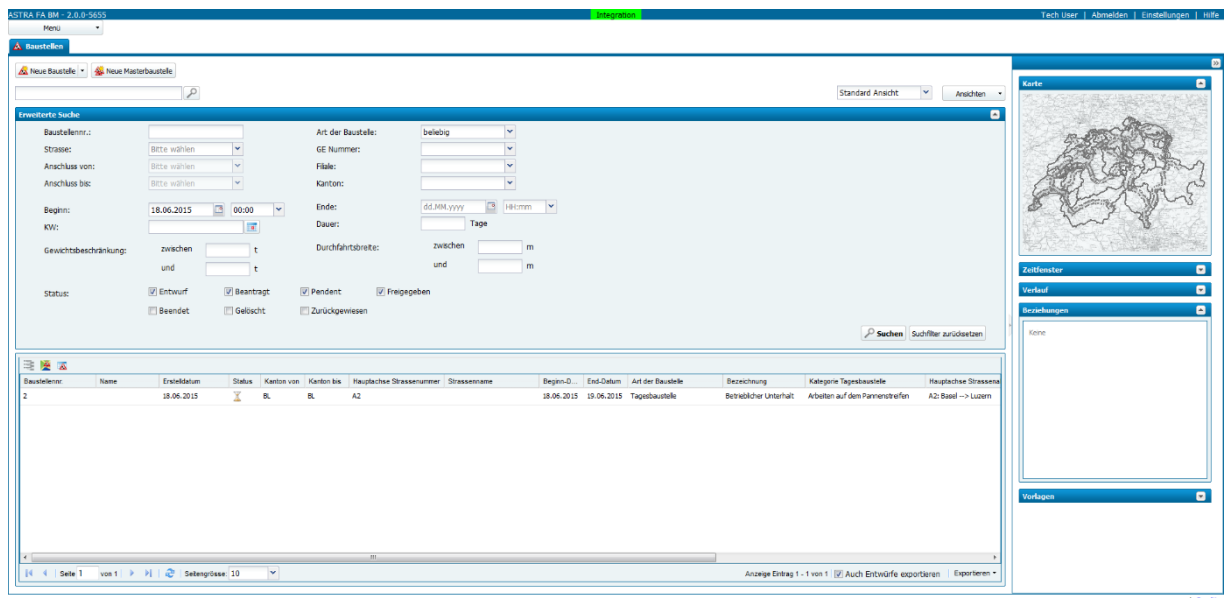 ASTRA FA BM - 2.0.0-5655 Integration Tech User | Abmelden | Einstellungen | Hilfe
Menü
Baustellen
Neue Baustelle Neue Masterbaustelle
Standard Ansicht Ansichten
Erweiterte Suche
Baustellennr.: Art der Baustelle: beliebig
Strasse: Bitte wählen GE Nummer:
Anschluss von: Bitte wählen Filiale:
Anschluss bis: Bitte wählen Kanton:
Beginn: 18.06.2015 00:00 Ende: dd.MM.yyyy HH:mm
KW: Dauer: Tage
Gewichtsbeschränkung: zwischen t Durchfahrtsbreite: zwischen m
und t und m
Status: Entwurf Beantragt Pendent Freigegeben
Beendet Gelöscht Zurückgewiesen
Suchen Suchfilter zurücksetzen
Baustellennr. Name Erstelldatum Status Kanton von Kanton bis Hauptachse Strassenummer Strassenname Beginn-D... End-Datum Art der Baustelle Bezeichnung Kategorie Tagesbaustelle Hauptachse Strassena
2 18.06.2015 BL BL A2 18.06.2015 19.06.2015 Tagesbaustelle Betrieblicher Unterhalt Arbeiten auf dem Pannenstreifen A2: Basel --> Luzern
Seite 1 von 1 Seitengrösse: 10 Anzeige Eintrag 1 - 1 von 1 Auch Entwürfe exportieren Exportieren
Karte
Zeitfenster
Verlauf
Beziehungen
Keine
Vorlagen